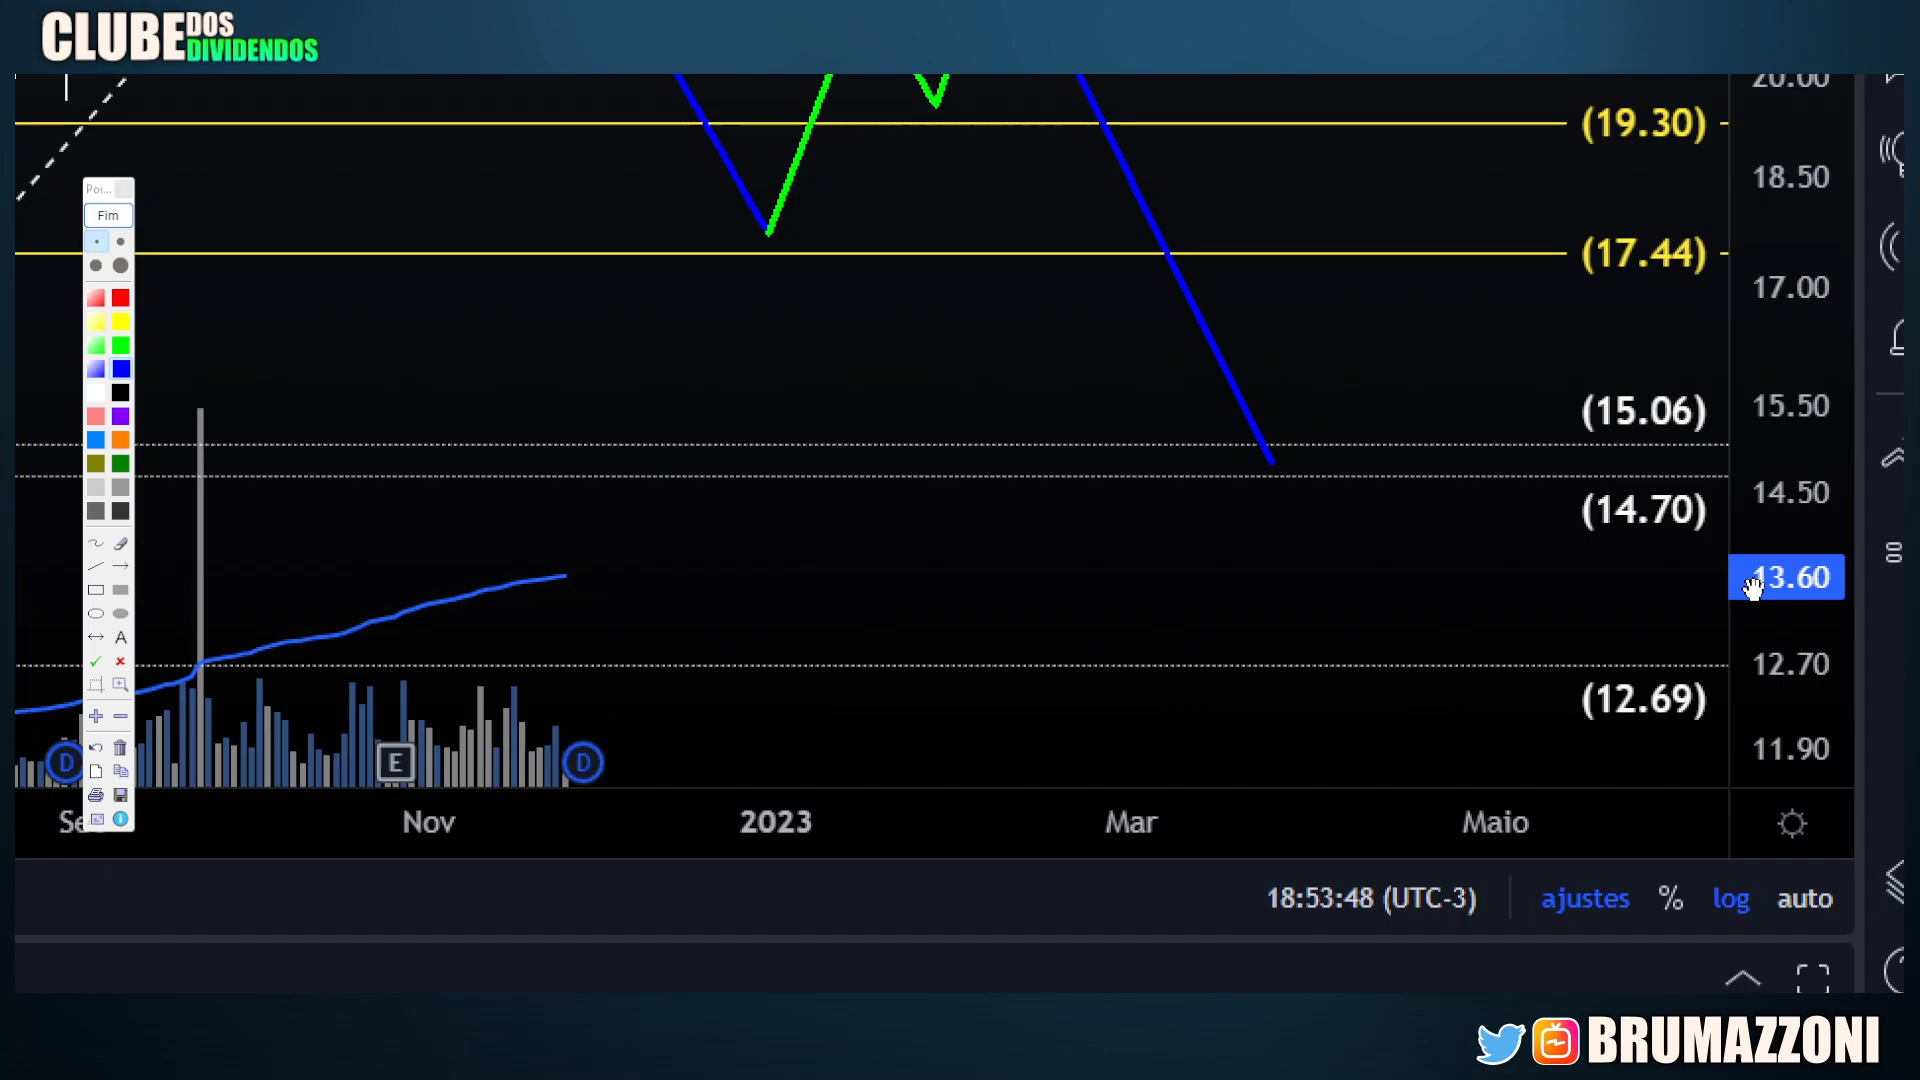 CLUBE DOS DIVIDENDOS
20.00
(19.30)
18.50
(17.44)
17.00
(15.06)
15.50
(14.70)
14.50
13.60
12.70
(12.69)
11.90
Poi...
Fim
A
D
E
D
Nov
2023
Mar
Maio
18:53:48 (UTC-3)
ajustes
%
log
auto
BRUMAZZONI